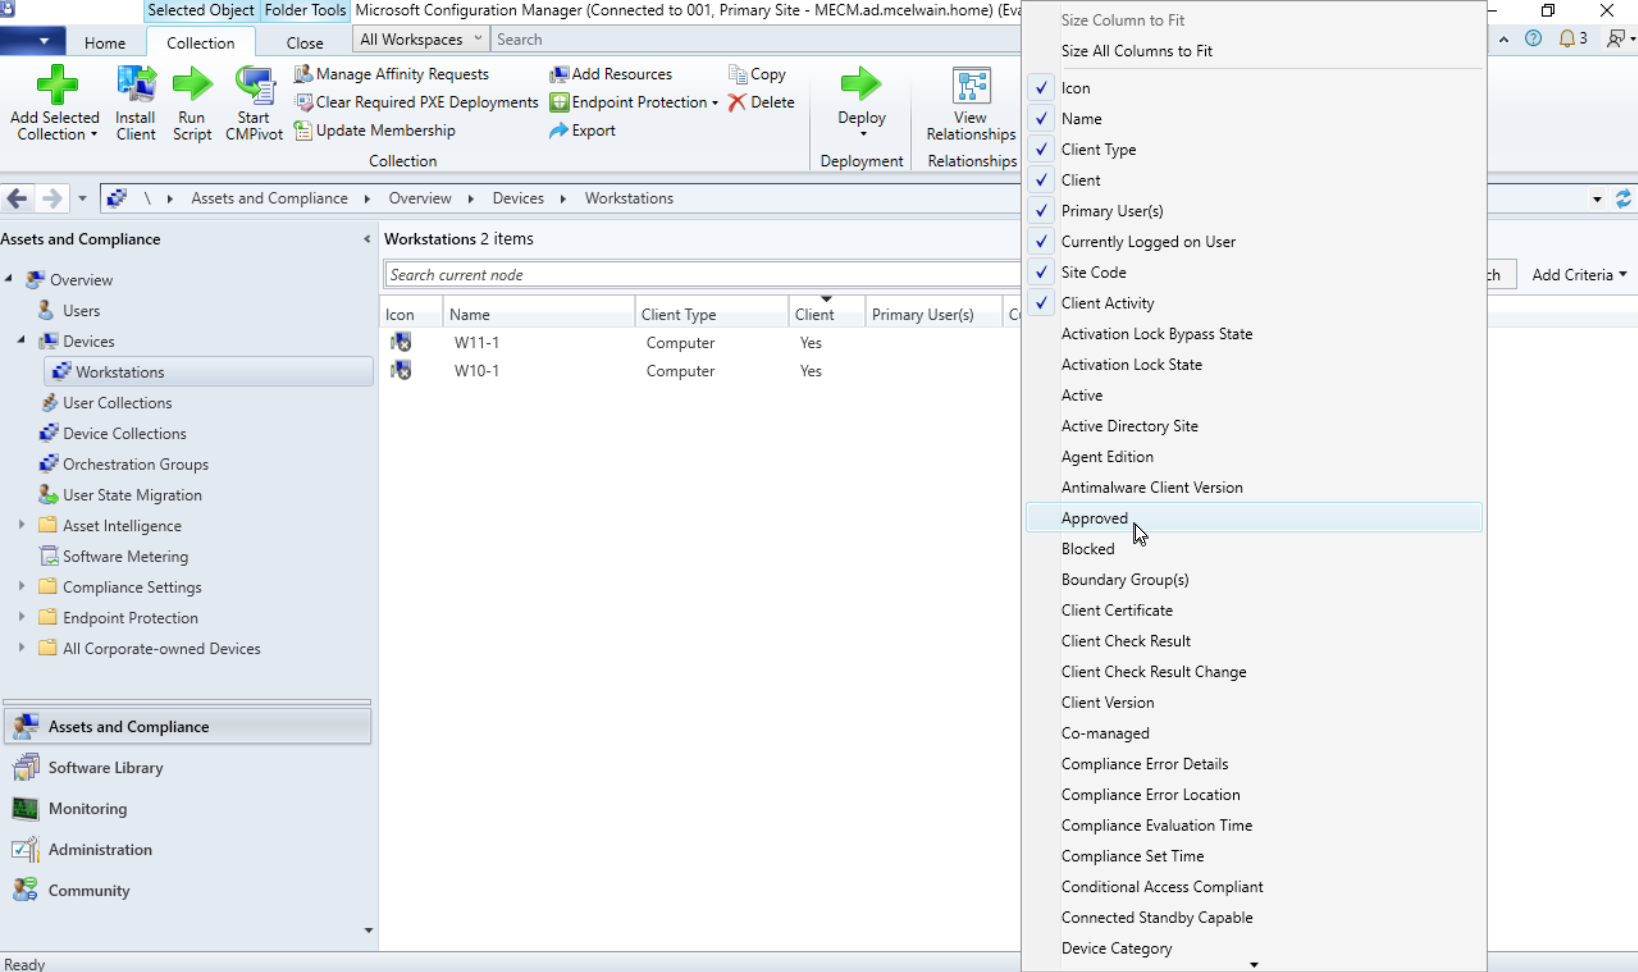 Selected Object Folder Tools Microsoft Configuration Manager (Connected to 001, Primary Site - MECM.ad.mcelwain.home) (Eva
Home Collection Close All Workspaces Search 3
Add Selected Collection
Install Client
Run Script
Start CMPivot
Manage Affinity Requests
Clear Required PXE Deployments
Update Membership
Add Resources
Endpoint Protection
Export
Copy
Delete
Collection
Deploy
Deployment
View Relationships
Relationships
\ Assets and Compliance Overview Devices Workstations
Assets and Compliance
Overview
Users
Devices
Workstations
User Collections
Device Collections
Orchestration Groups
User State Migration
Asset Intelligence
Software Metering
Compliance Settings
Endpoint Protection
All Corporate-owned Devices
Assets and Compliance
Software Library
Monitoring
Administration
Community
Ready
Workstations 2 items
Search current node
ch Add Criteria
Icon Name Client Type Client Primary User(s) Cu
W11-1 Computer Yes
W10-1 Computer Yes
Size Column to Fit
Size All Columns to Fit
Icon
Name
Client Type
Client
Primary User(s)
Currently Logged on User
Site Code
Client Activity
Activation Lock Bypass State
Activation Lock State
Active
Active Directory Site
Agent Edition
Antimalware Client Version
Approved
Blocked
Boundary Group(s)
Client Certificate
Client Check Result
Client Check Result Change
Client Version
Co-managed
Compliance Error Details
Compliance Error Location
Compliance Evaluation Time
Compliance Set Time
Conditional Access Compliant
Connected Standby Capable
Device Category